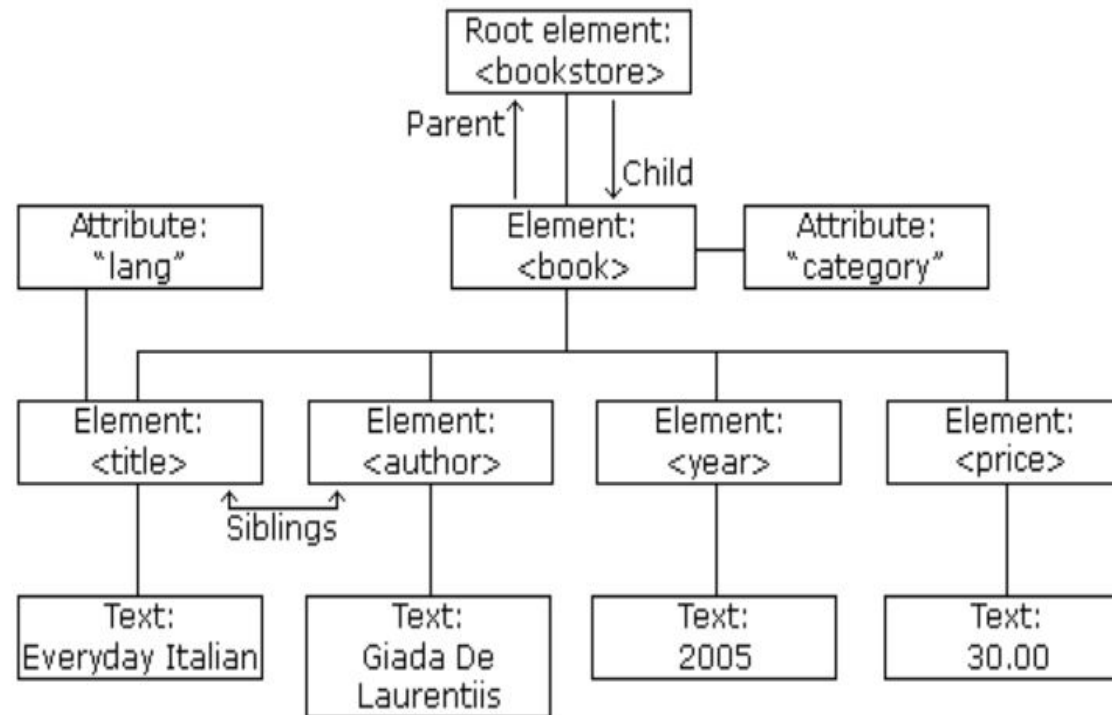 Root element:
<bookstore>
Parent
Child
Attribute:
“lang”
Element:
<book>
Attribute:
“category”
Element:
<title>
Element:
<author>
Element:
<year>
Element:
<price>
Siblings
Text:
Everyday Italian
Text:
Giada De
Laurentiis
Text:
2005
Text:
30.00